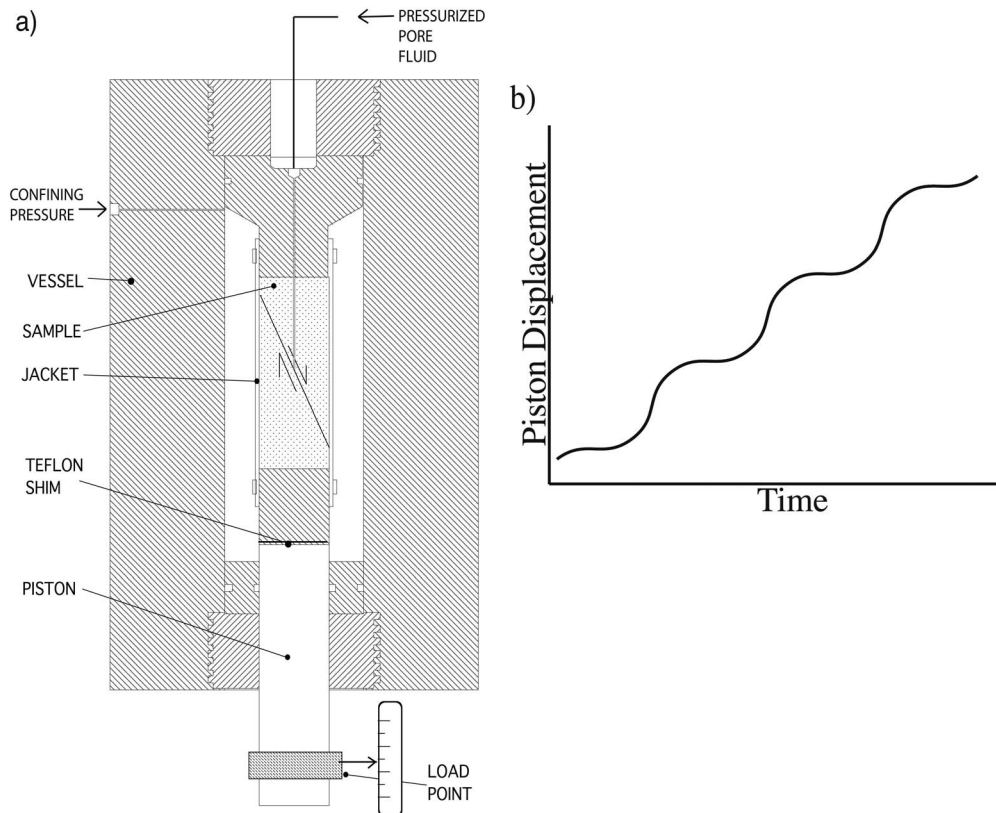 a)
PRESSURIZED
PORE
FLUID
CONFINING
PRESSURE
VESSEL
SAMPLE
JACKET
TEFLON
SHIM
PISTON
LOAD
POINT
b)
Piston Displacement
Time